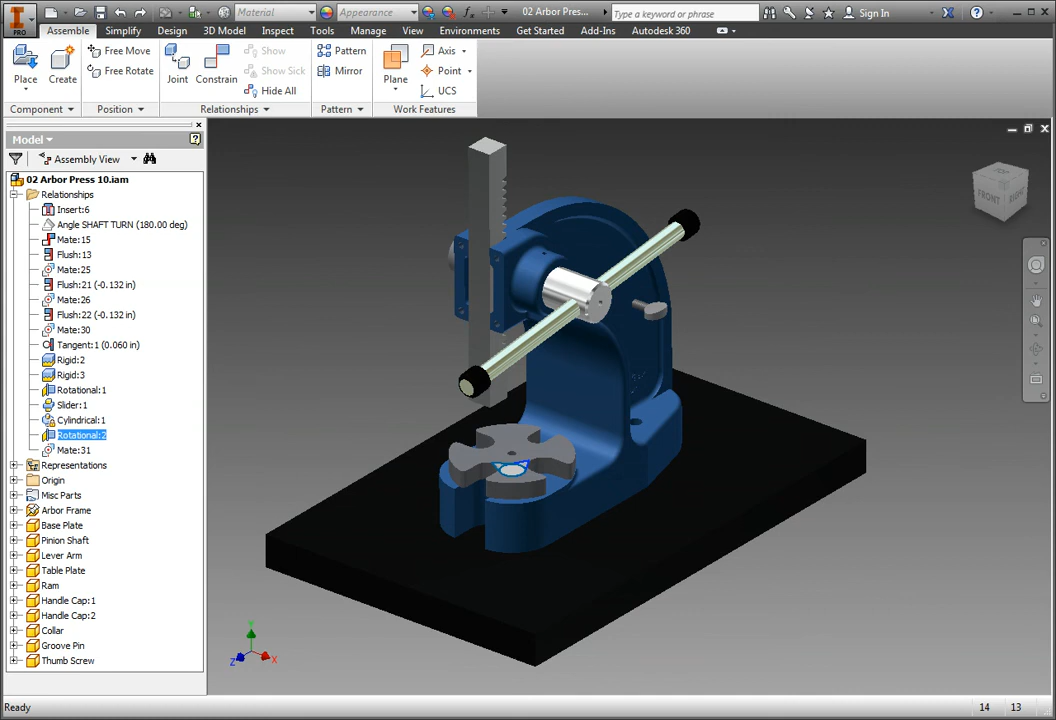 Material
Appearance
02 Arbor Press...
Type a keyword or phrase
Sign In
PRO
Assemble
Simplify
Design
3D Model
Inspect
Tools
Manage
View
Environments
Get Started
Add-Ins
Autodesk 360
Place
Create
Free Move
Free Rotate
Joint
Constrain
Show
Show Sick
Hide All
Pattern
Mirror
Plane
Axis
Point
UCS
Component
Position
Relationships
Pattern
Work Features
Model
Assembly View
02 Arbor Press 10.iam
Relationships
Insert:6
Angle SHAFT TURN (180.00 deg)
Mate:15
Flush:13
Mate:25
Flush:21 (-0.132 in)
Mate:26
Flush:22 (-0.132 in)
Mate:30
Tangent:1 (0.060 in)
Rigid:2
Rigid:3
Rotational:1
Slider:1
Cylindrical:1
Rotational:2
Mate:31
Representations
Origin
Misc Parts
Arbor Frame
Base Plate
Pinion Shaft
Lever Arm
Table Plate
Ram
Handle Cap:1
Handle Cap:2
Collar
Groove Pin
Thumb Screw
FRONT
RIGHT
Y
Z
X
Ready
14
13